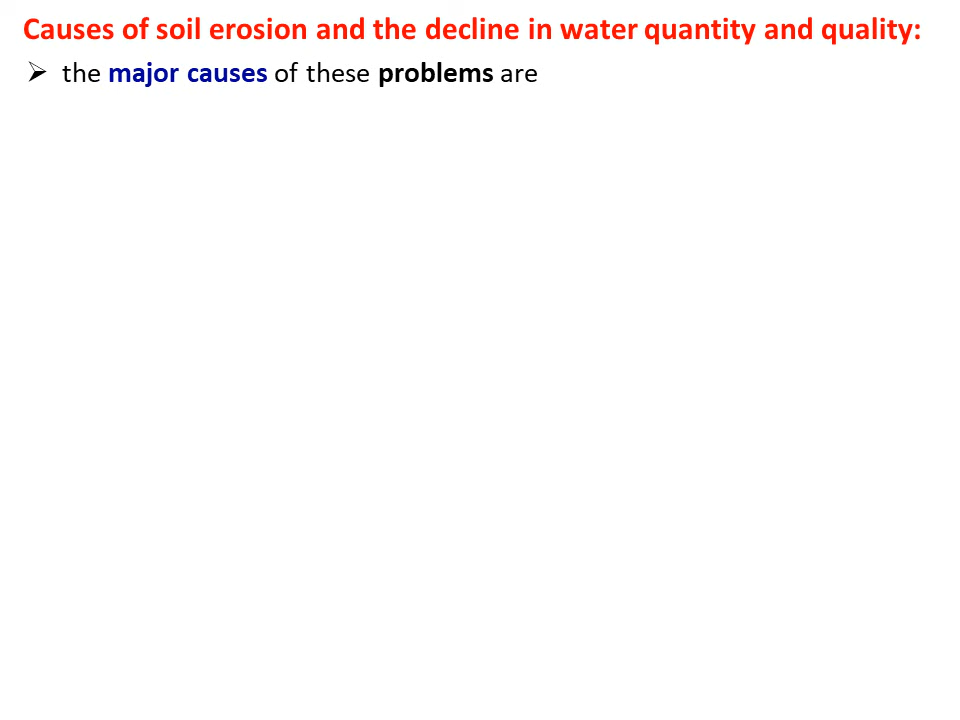 Causes of soil erosion and the decline in water quantity and quality:
➢ the major causes of these problems are